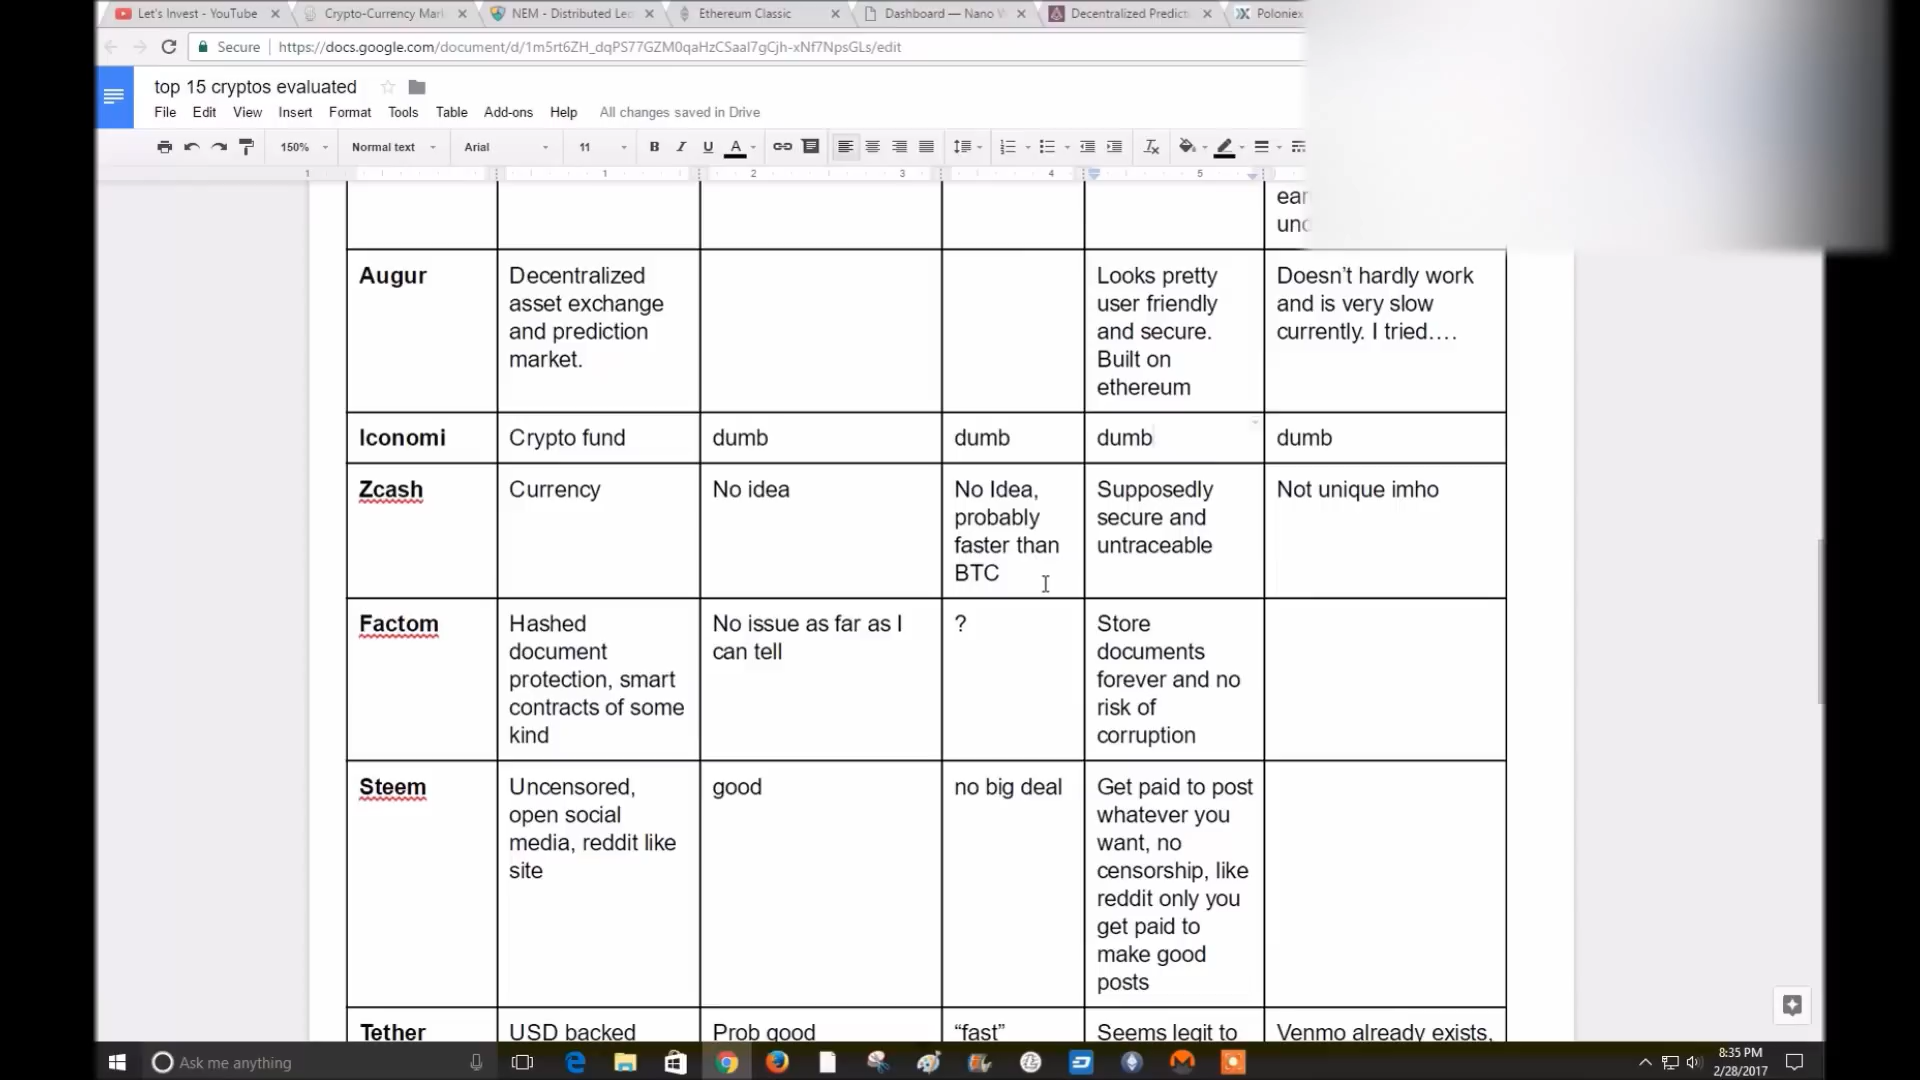 Let's Invest - YouTube
Crypto-Currency Mar
NEM - Distributed Le
Ethereum Classic
Dashboard — Nano
Decentralized Predict
Poloniex
Secure
https://docs.google.com/document/d/1m5rt6ZH_dqPS77GZM0qaHzCSaaI7gCjh-xNf7NpsGLs/edit
top 15 cryptos evaluated
File Edit View Insert Format Tools Table Add-ons Help All changes saved in Drive
150% Normal text Arial 11 B I U A
1 1 2 3 4 5
Augur
Decentralized
asset exchange
and prediction
market.
Looks pretty
user friendly
and secure.
Built on
ethereum
Doesn’t hardly work
and is very slow
currently. I tried….
Iconomi
Crypto fund
dumb
dumb
dumb
dumb
Zcash
Currency
No idea
No Idea,
probably
faster than
BTC
Supposedly
secure and
untraceable
Not unique imho
Factom
Hashed
document
protection, smart
contracts of some
kind
No issue as far as I
can tell
?
Store
documents
forever and no
risk of
corruption
Steem
Uncensored,
open social
media, reddit like
site
good
no big deal
Get paid to post
whatever you
want, no
censorship, like
reddit only you
get paid to
make good
posts
Tether
USD backed
Prob good
“fast”
Seems legit to
Venmo already exists,
Ask me anything
8:35 PM
2/28/2017